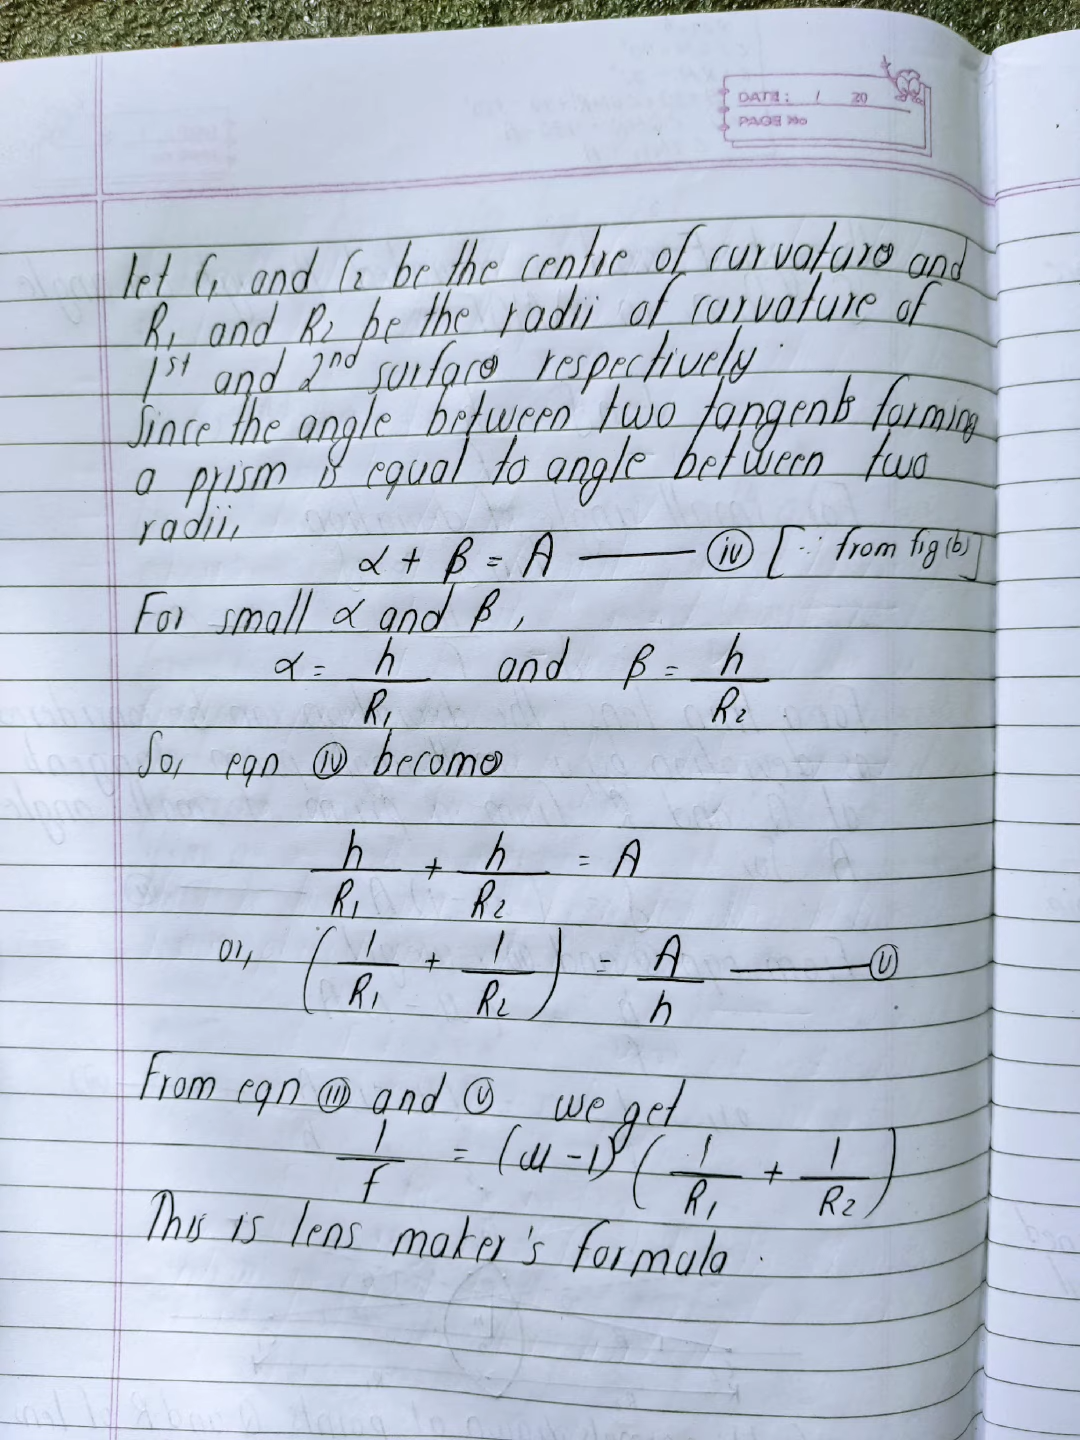 DATE: / 20
PAGE No
let C₁ and C₂ be the centre of curvatures and
R₁ and R₂ be the radii of curvature of
1st and 2nd surfaces respectively.
Since the angle between two tangents forming
a prism is equal to angle between two
radii,
α + β = A —— (iv) [∵ from fig (b)]
For small α and β,
α = h/R₁ and β = h/R₂.
So, eqn (iv) becomes
h/R₁ + h/R₂ = A
or, (1/R₁ + 1/R₂) = A/h —— (v)
From eqn (iii) and (v) we get
1/f = (μ - 1) (1/R₁ + 1/R₂)
This is lens maker's formula.